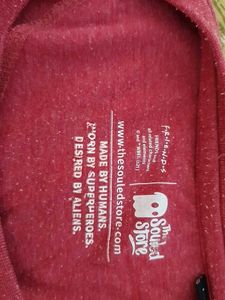 The
Souled
Store
F·R·I·E·N·D·S
www.thesouledstore.com
MADE BY HUMANS.
WORN BY SUPERHEROES.
DESIRED BY ALIENS.